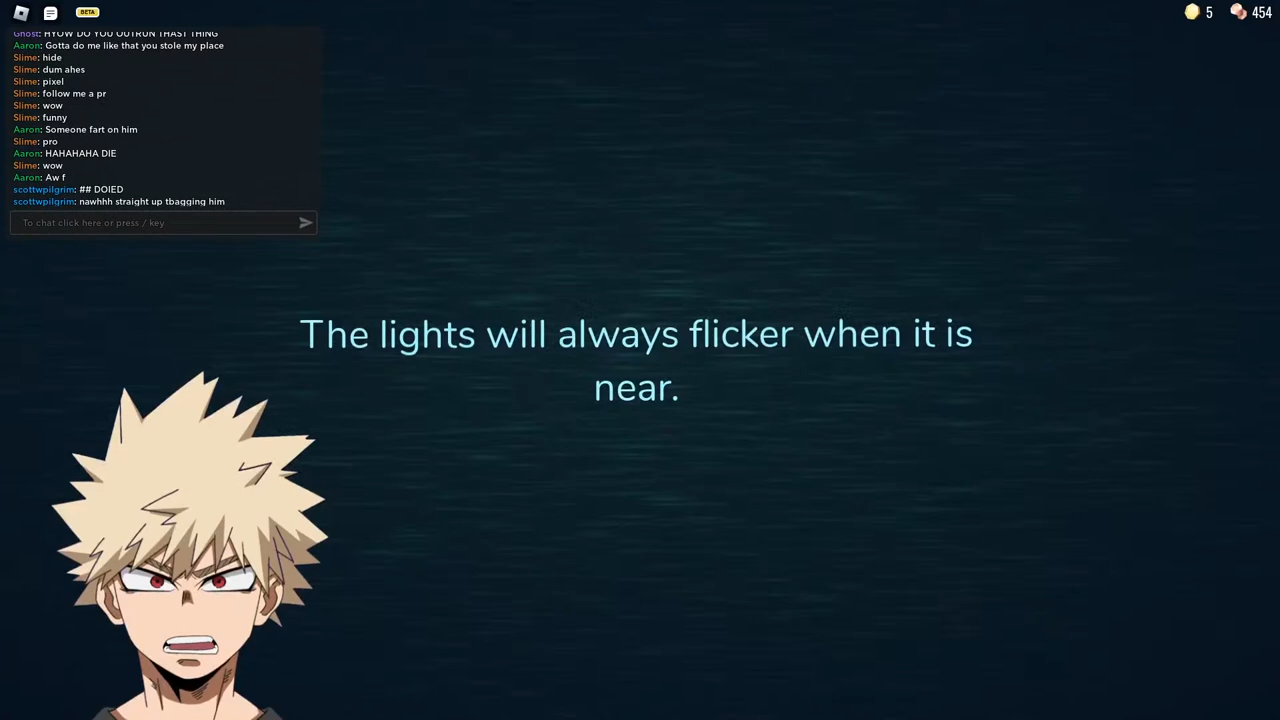 BETA
5
454
Ghost: HYOW DO YOU OUTRUN THAST THING
Aaron: Gotta do me like that you stole my place
Slime: hide
Slime: dum ahes
Slime: pixel
Slime: follow me a pr
Slime: wow
Slime: funny
Aaron: Someone fart on him
Slime: pro
Aaron: HAHAHAHA DIE
Slime: wow
Aaron: Aw f
scottwpilgrim: ## DOIED
scottwpilgrim: nawhhh straight up tbagging him
To chat click here or press / key
The lights will always flicker when it is
near.